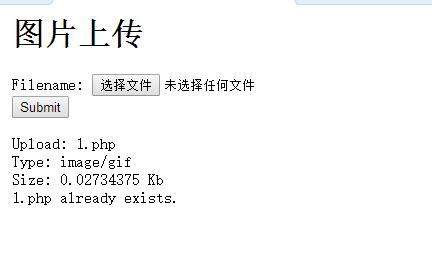 图片上传
Filename: 选择文件 未选择任何文件
Submit
Upload: 1.php
Type: image/gif
Size: 0.02734375 Kb
1.php already exists.